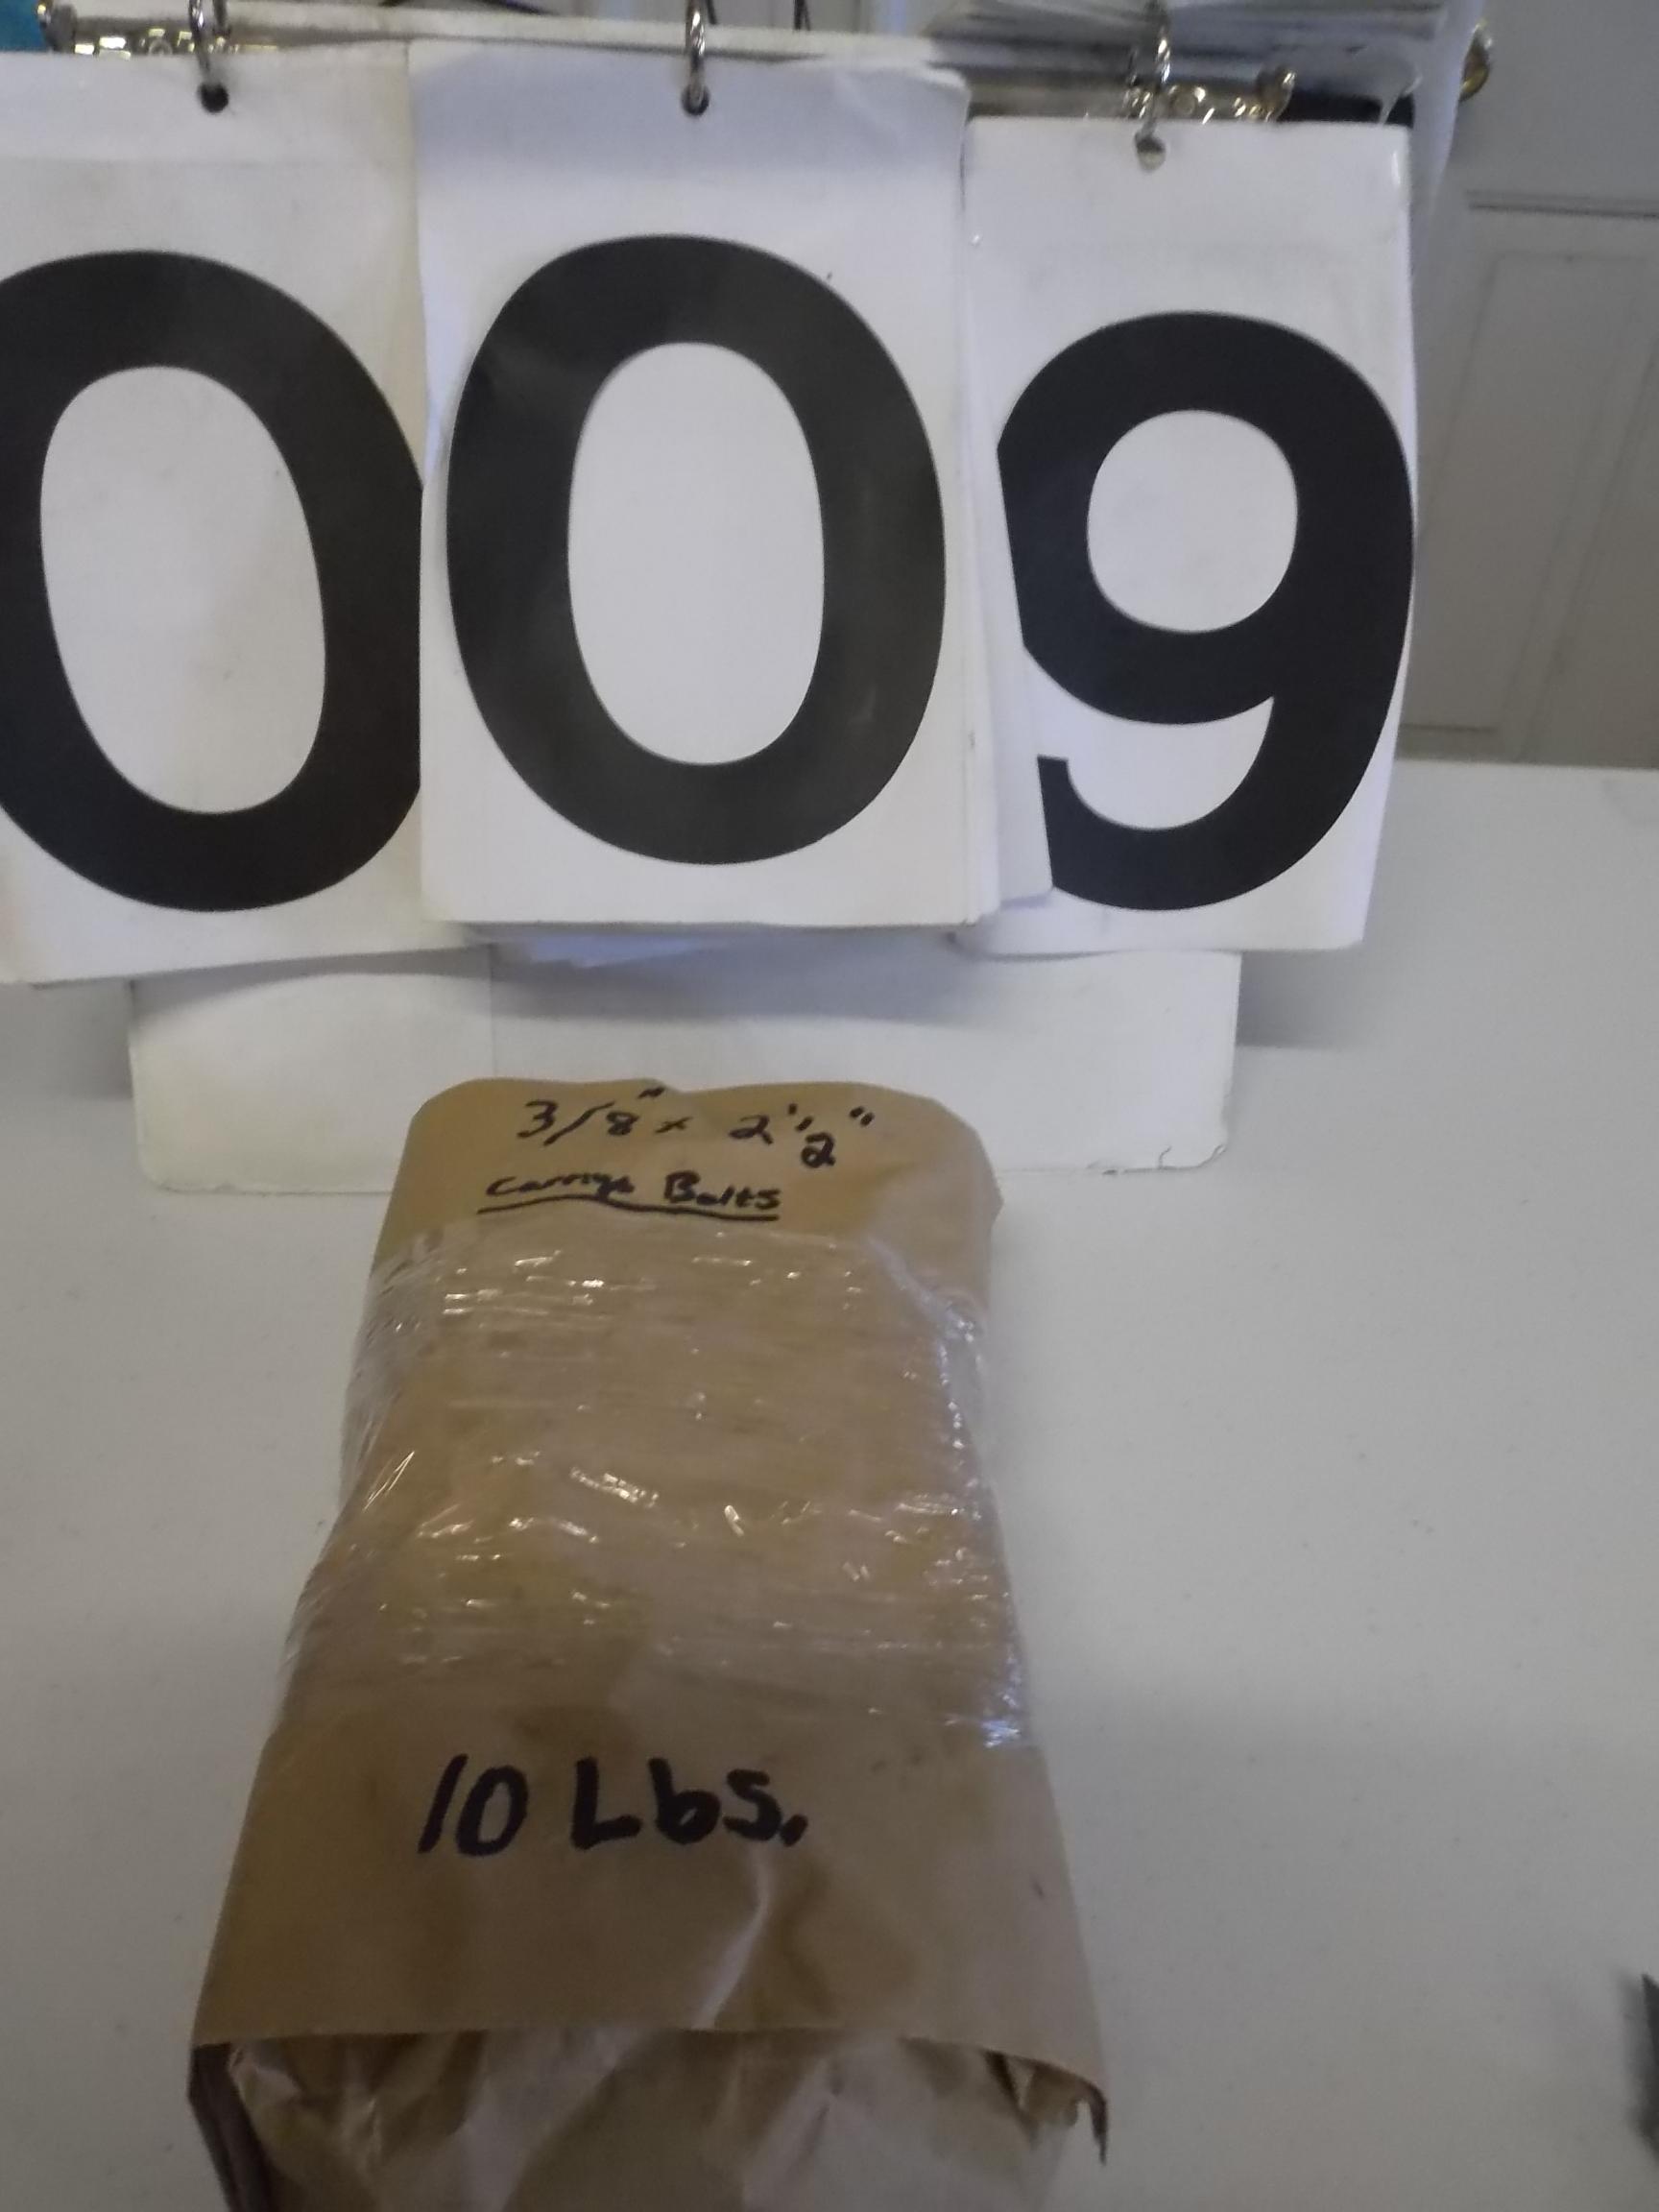 009
3/8" x 2 1/2"
Carriage Bolts
10 Lbs.